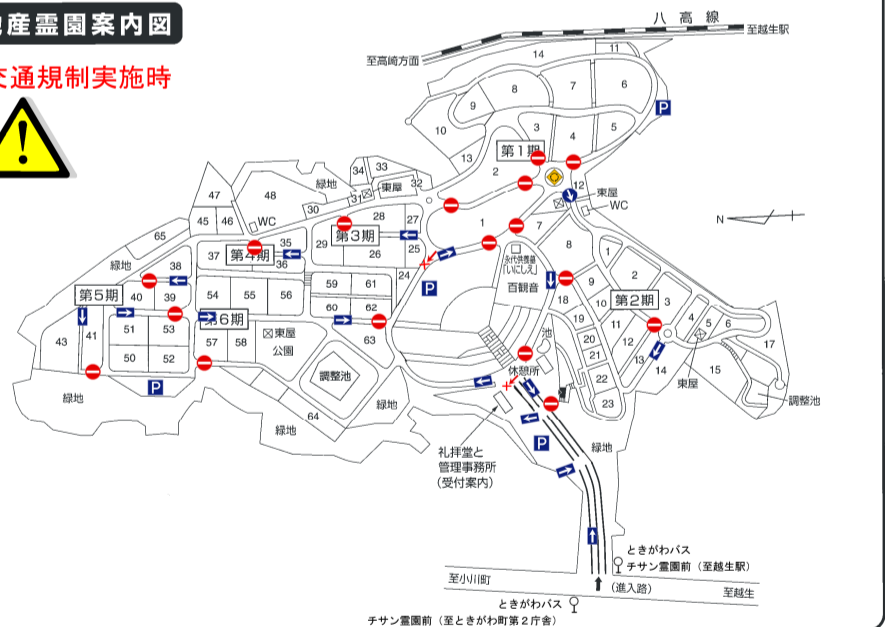 地産霊園案内図
交通規制実施時
八高線
至越生駅
至高崎方面
14
11
8
7
6
9
10
3
4
5
13
第1期
2
12
東屋
WC
N
47
48
緑地
34
33
32
31
東屋
30
45
46
WC
65
緑地
29
28
27
第3期
26
25
24
1
7
8
永代供養墓
「いにしえ」
百観音
1
2
3
4
5
6
17
第5期
38
37
第4期
35
36
40
39
54
55
56
59
61
60
62
63
43
41
51
53
50
52
第6期
57
58
東屋
公園
調整池
64
緑地
緑地
緑地
P
P
P
P
9
10
第2期
11
12
13
14
15
東屋
調整池
18
19
20
21
22
23
池
休憩所
緑地
礼拝堂と
管理事務所
(受付案内)
ときがわバス
チサン霊園前(至越生駅)
至小川町
(進入路)
至越生
ときがわバス
チサン霊園前(至ときがわ町第2庁舎)